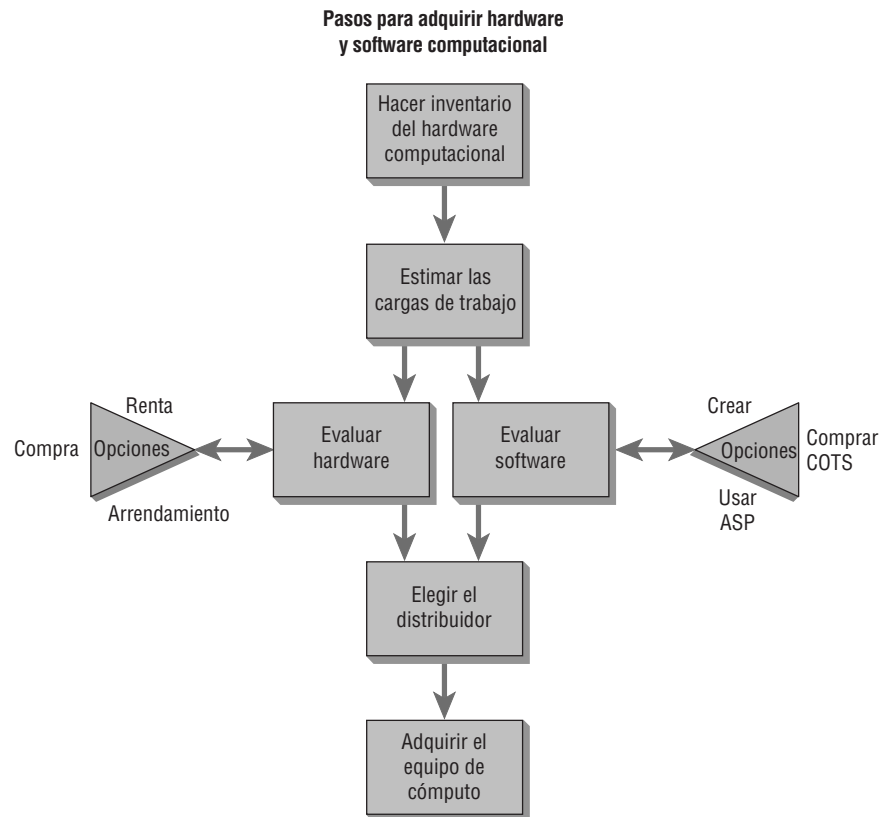 Pasos para adquirir hardware
y software computacional
Hacer inventario
del hardware
computacional
Estimar las
cargas de trabajo
Renta
Compra
Opciones
Arrendamiento
Evaluar
hardware
Evaluar
software
Crear
Opciones
Comprar
COTS
Usar
ASP
Elegir el
distribuidor
Adquirir el
equipo de
cómputo